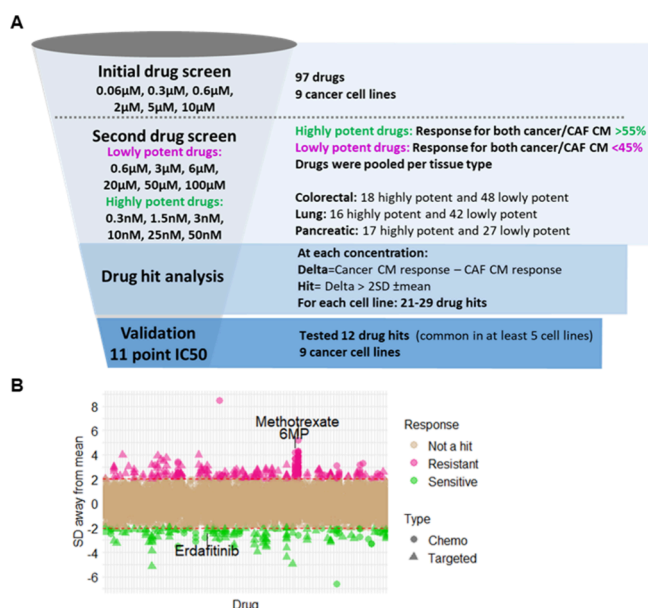 A
Initial drug screen
0.06µM, 0.3µM, 0.6µM,
2µM, 5µM, 10µM
97 drugs
9 cancer cell lines
Second drug screen
Lowly potent drugs:
0.6µM, 3µM, 6µM,
20µM, 50µM, 100µM
Highly potent drugs:
0.3nM, 1.5nM, 3nM,
10nM, 25nM, 50nM
Highly potent drugs: Response for both cancer/CAF CM >55%
Lowly potent drugs: Response for both cancer/CAF CM <45%
Drugs were pooled per tissue type
Colorectal: 18 highly potent and 48 lowly potent
Lung: 16 highly potent and 42 lowly potent
Pancreatic: 17 highly potent and 27 lowly potent
Drug hit analysis
At each concentration:
Delta=Cancer CM response – CAF CM response
Hit= Delta > 2SD ±mean
For each cell line: 21-29 drug hits
Validation
11 point IC50
Tested 12 drug hits (common in at least 5 cell lines)
9 cancer cell lines
B
SD away from mean
8
6
4
2
0
-2
-4
-6
Methotrexate
6MP
Erdafitinib
Drug
Response
Not a hit
Resistant
Sensitive
Type
Chemo
Targeted